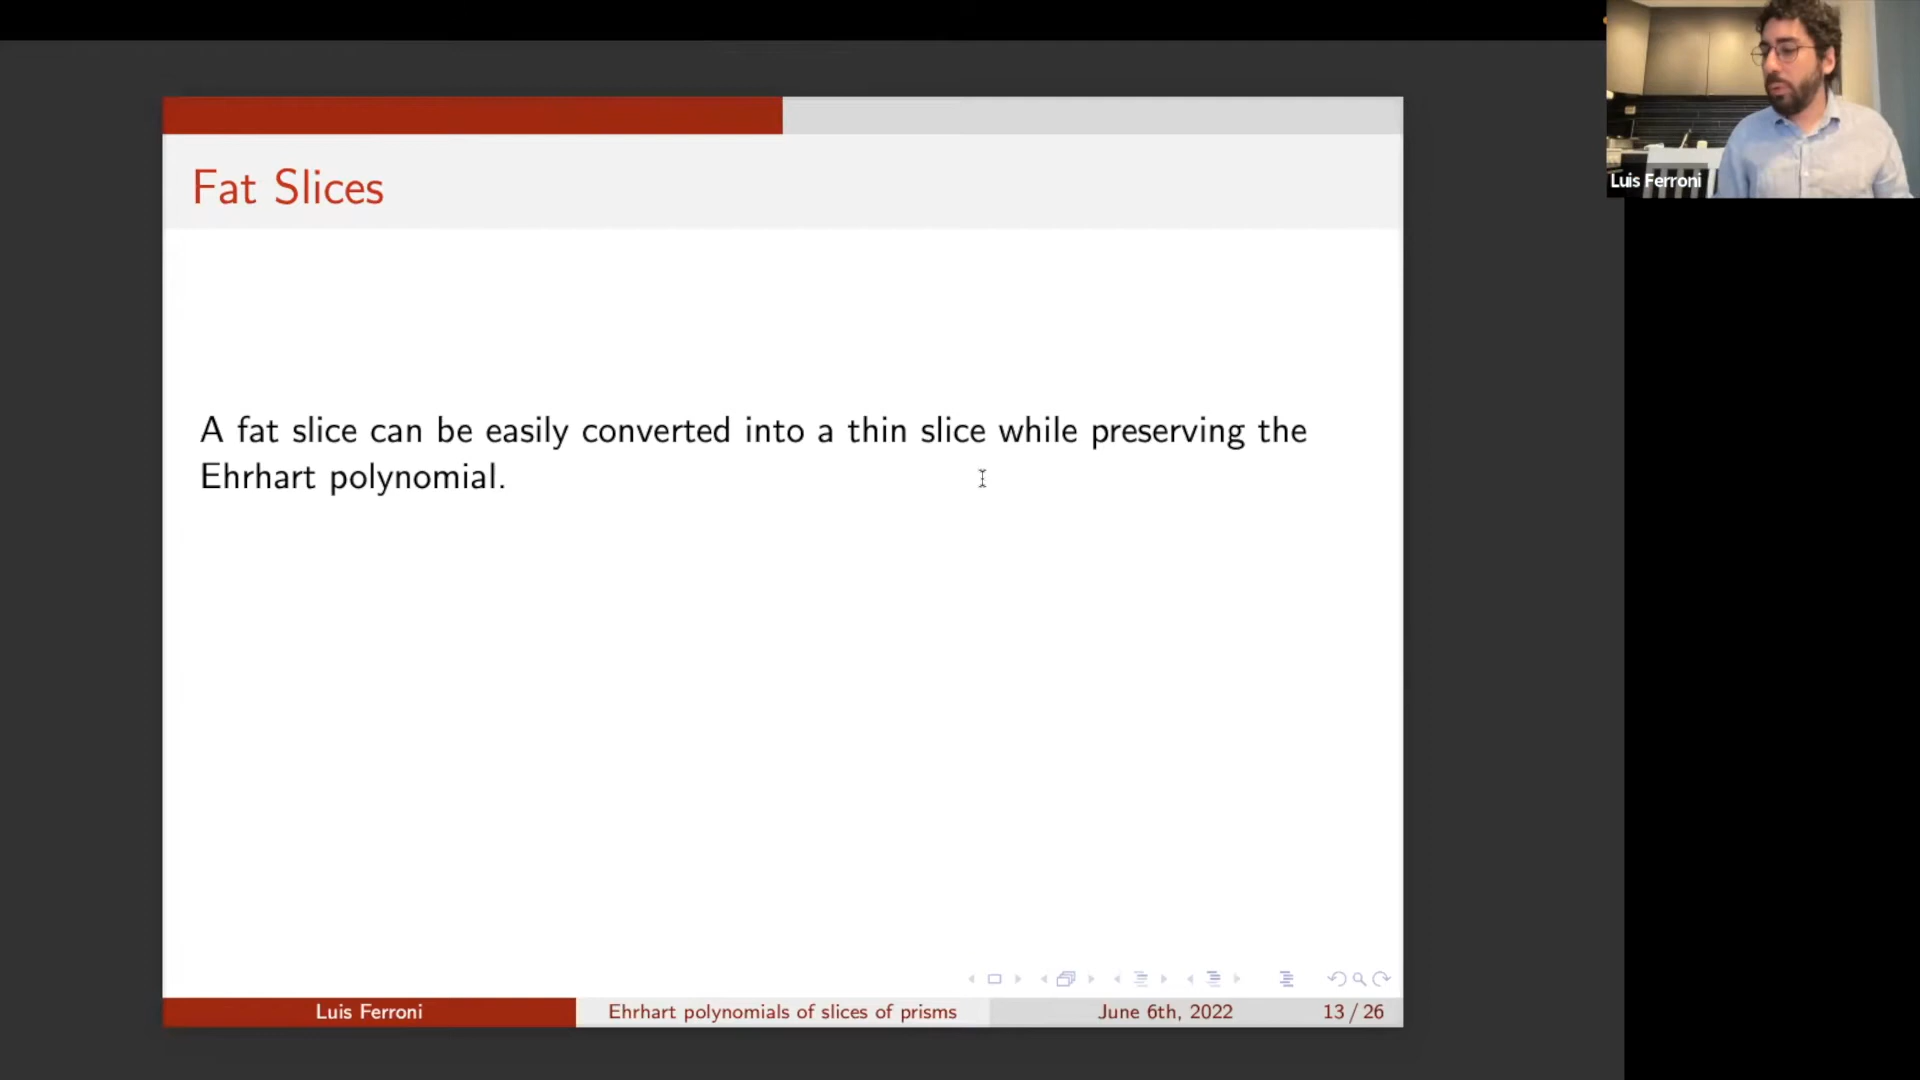 Fat Slices
A fat slice can be easily converted into a thin slice while preserving the
Ehrhart polynomial.
Luis Ferroni
Luis Ferroni
Ehrhart polynomials of slices of prisms
June 6th, 2022
13 / 26